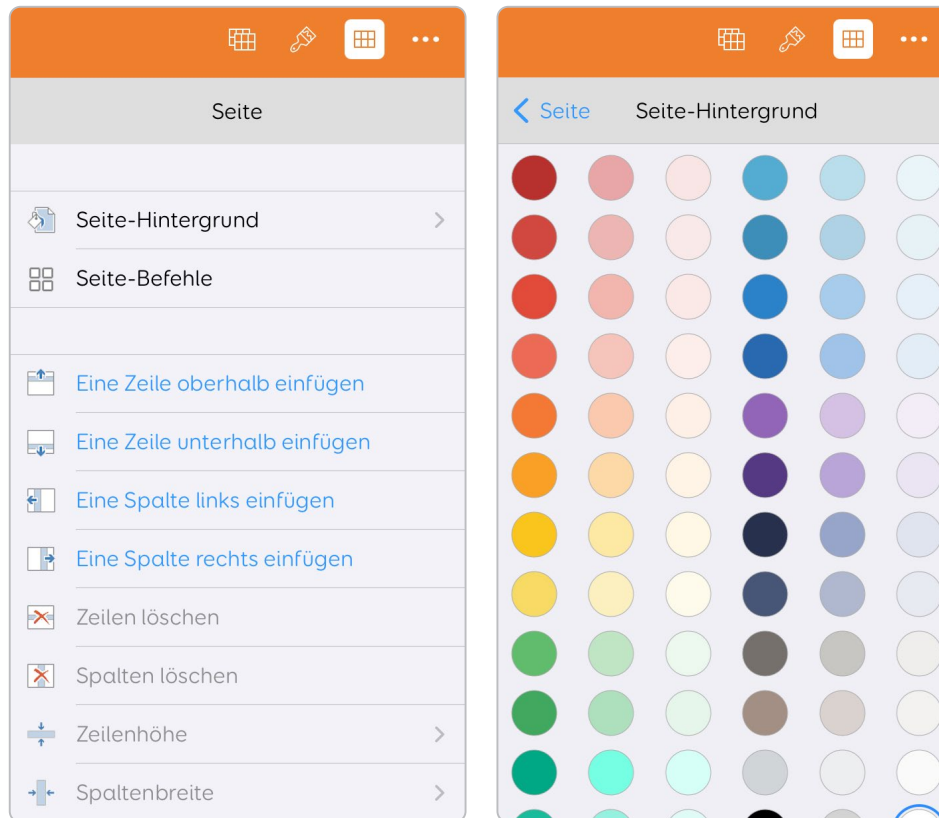 Seite
Seite-Hintergrund
Seite-Befehle
Eine Zeile oberhalb einfügen
Eine Zeile unterhalb einfügen
Eine Spalte links einfügen
Eine Spalte rechts einfügen
Zeilen löschen
Spalten löschen
Zeilenhöhe
Spaltenbreite
Seite Seite-Hintergrund